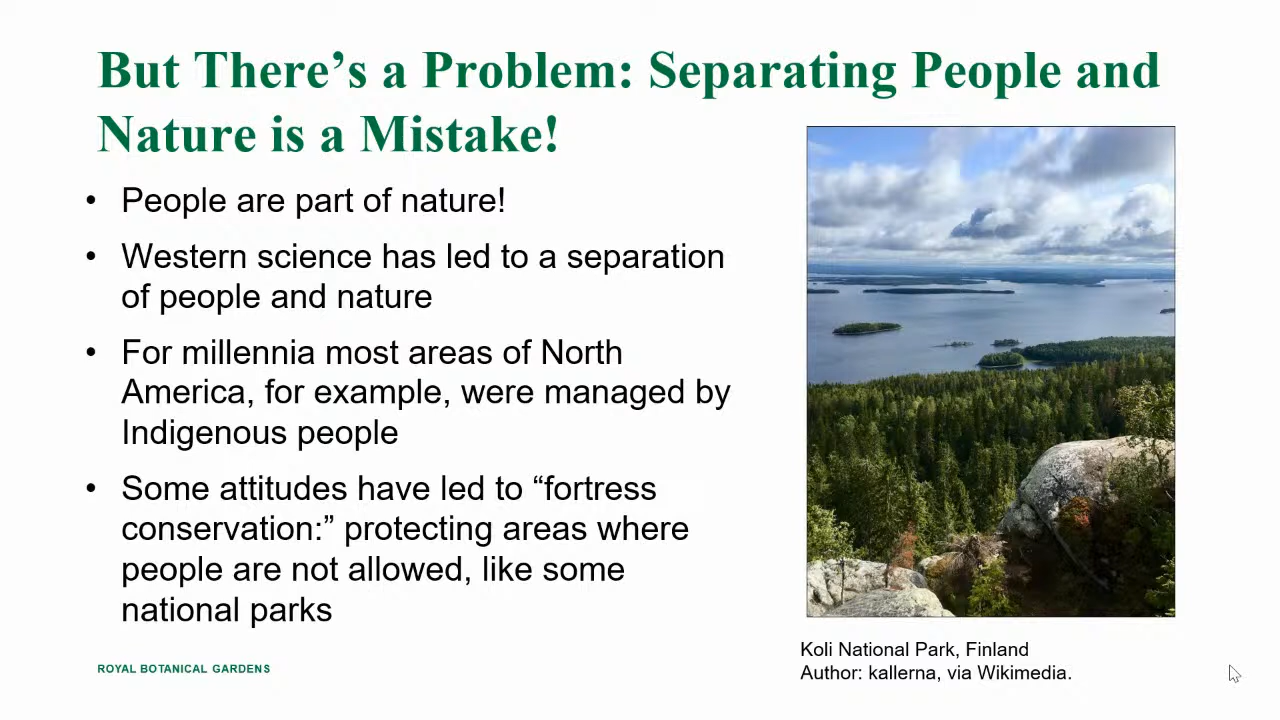 But There’s a Problem: Separating People and
Nature is a Mistake!
• People are part of nature!
• Western science has led to a separation
of people and nature
• For millennia most areas of North
America, for example, were managed by
Indigenous people
• Some attitudes have led to “fortress
conservation:” protecting areas where
people are not allowed, like some
national parks
Koli National Park, Finland
Author: kallerna, via Wikimedia.
ROYAL BOTANICAL GARDENS